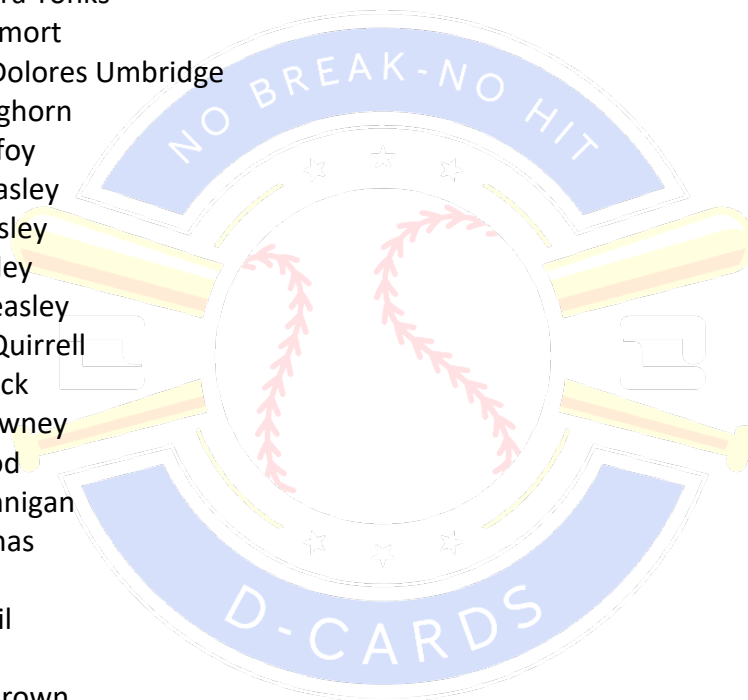 Tonks
mort
Dolores Umbridge
ghorn
foy
asley
sley
ley
easley
Quirrell
ck
wney
od
nigan
nas
il
rown
NO BREAK-NO HIT
D-CARDS